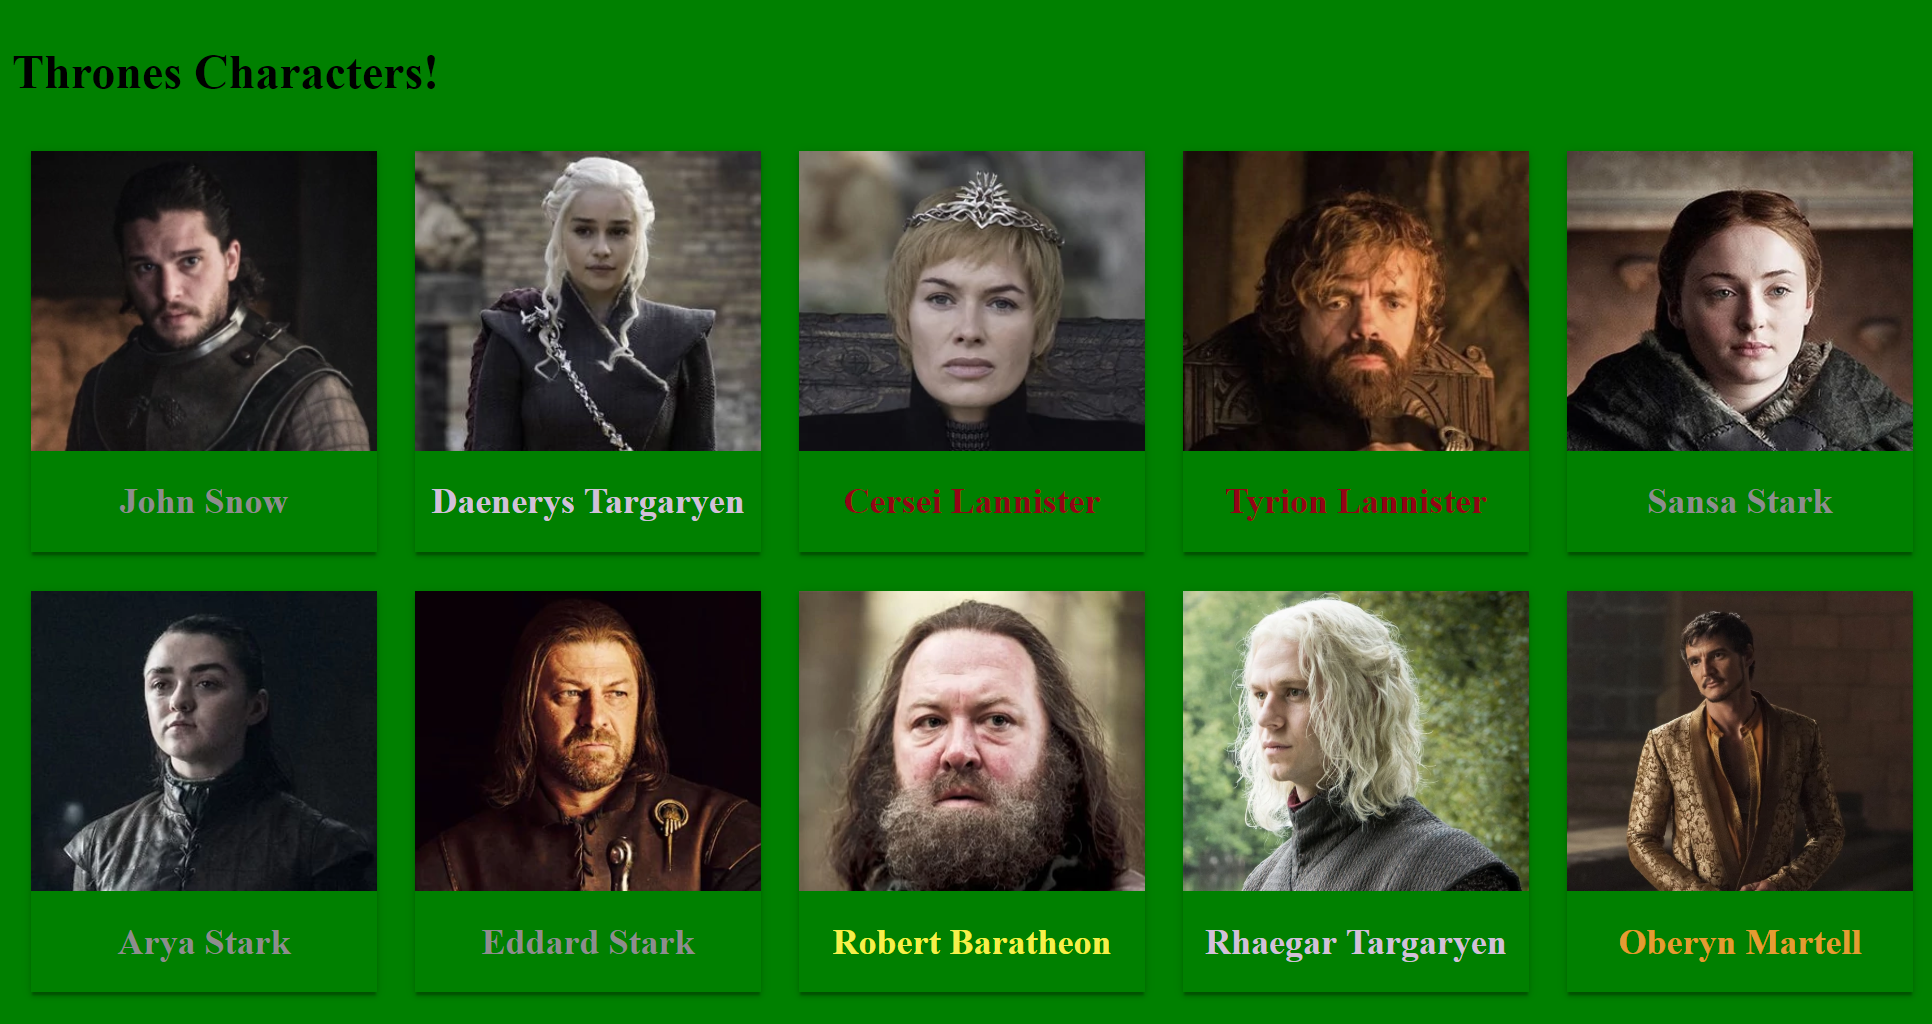 Thrones Characters!
John Snow
Daenerys Targaryen
Cersei Lannister
Tyrion Lannister
Sansa Stark
Arya Stark
Eddard Stark
Robert Baratheon
Rhaegar Targaryen
Oberyn Martell